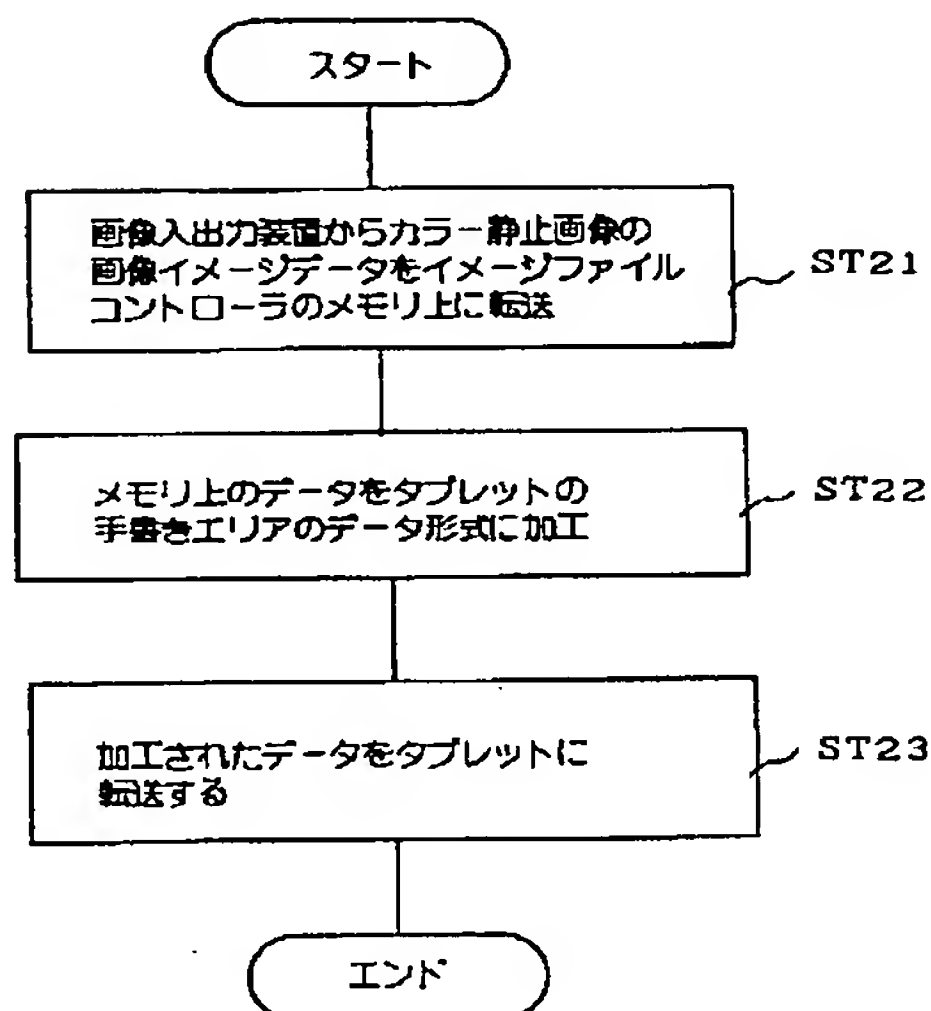 スタート
画像入出力装置からカラー静止画像の
画像イメージデータをイメージファイル
コントローラのメモリ上に転送
ST21
メモリ上のデータをタブレットの
手書きエリアのデータ形式に加工
ST22
加工されたデータをタブレットに
転送する
ST23
エンド